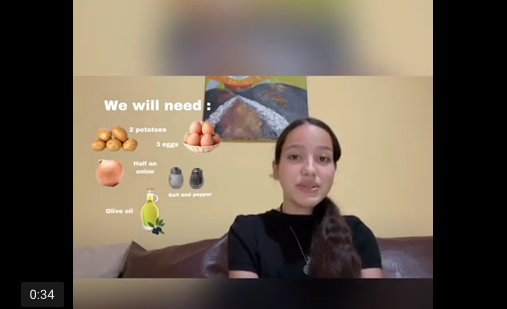 We will need :
2 potatoes
3 eggs
Half an
onion
Salt and pepper
Olive oil
0:34